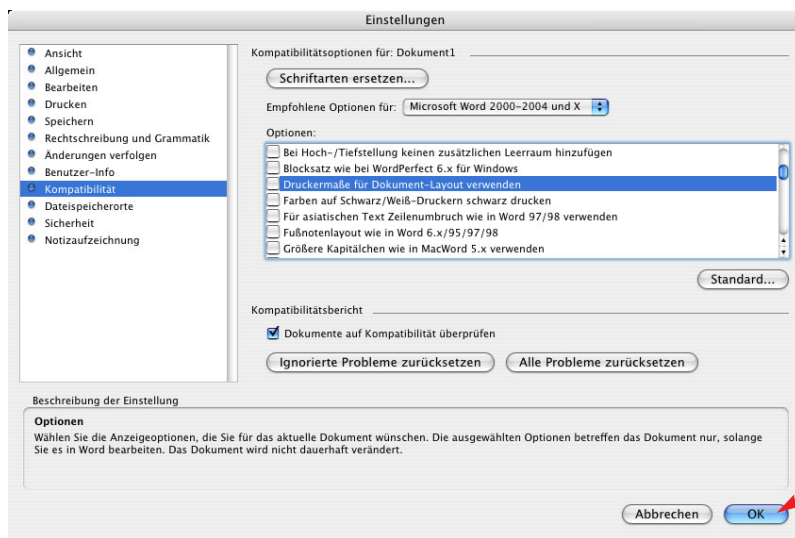 Einstellungen
Ansicht
Allgemein
Bearbeiten
Drucken
Speichern
Rechtschreibung und Grammatik
Änderungen verfolgen
Benutzer-Info
Kompatibilität
Dateispeicherorte
Sicherheit
Notizaufzeichnung
Kompatibilitätsoptionen für: Dokument1
Schriftarten ersetzen...
Empfohlene Optionen für: Microsoft Word 2000-2004 und X
Optionen:
Bei Hoch-/Tiefstellung keinen zusätzlichen Leerraum hinzufügen
Blocksatz wie bei WordPerfect 6.x für Windows
Druckermaße für Dokument-Layout verwenden
Farben auf Schwarz/Weiß-Druckern schwarz drucken
Für asiatischen Text Zeilenumbruch wie in Word 97/98 verwenden
Fußnotenlayout wie in Word 6.x/95/97/98
Größere Kapitälchen wie in MacWord 5.x verwenden
Standard...
Kompatibilitätsbericht
Dokumente auf Kompatibilität überprüfen
Ignorierte Probleme zurücksetzen Alle Probleme zurücksetzen
Beschreibung der Einstellung
Optionen
Wählen Sie die Anzeigeoptionen, die Sie für das aktuelle Dokument wünschen. Die ausgewählten Optionen betreffen das Dokument nur, solange
Sie es in Word bearbeiten. Das Dokument wird nicht dauerhaft verändert.
Abbrechen OK